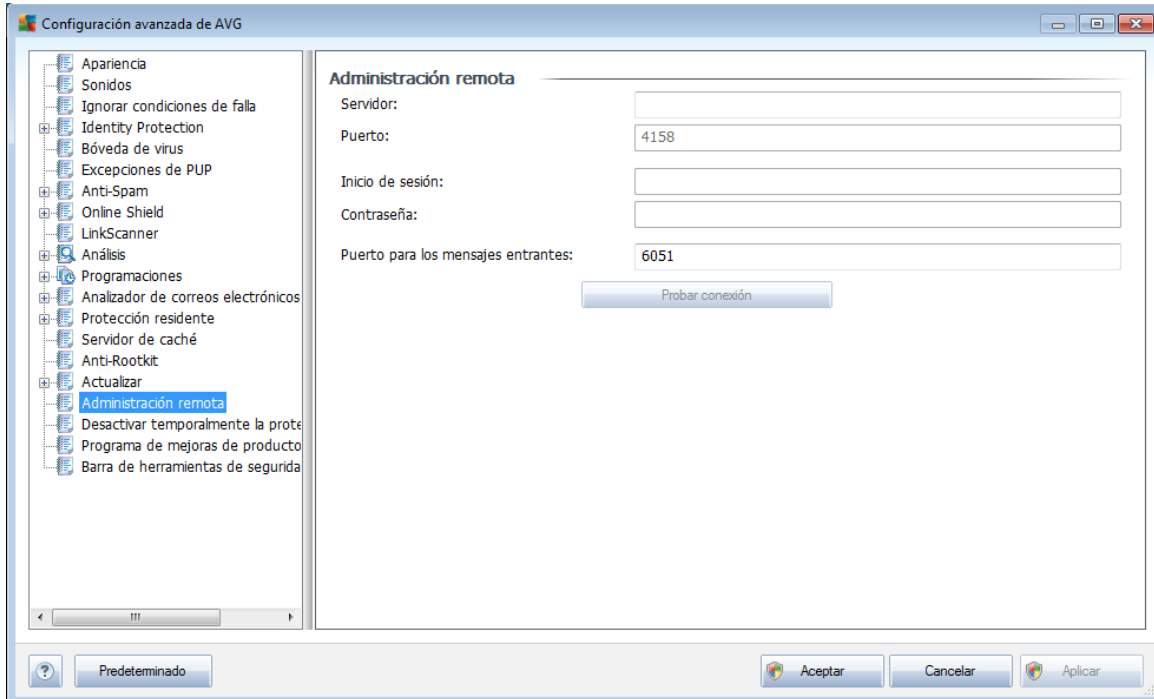 Configuración avanzada de AVG
Apariencia
Sonidos
Ignorar condiciones de falla
Identity Protection
Bóveda de virus
Excepciones de PUP
Anti-Spam
Online Shield
LinkScanner
Análisis
Programaciones
Analizador de correos electrónicos
Protección residente
Servidor de caché
Anti-Rootkit
Actualizar
Administración remota
Desactivar temporalmente la prote
Programa de mejoras de producto
Barra de herramientas de segurida
Administración remota
Servidor:
Puerto: 4158
Inicio de sesión:
Contraseña:
Puerto para los mensajes entrantes: 6051
Probar conexión
? Predeterminado Aceptar Cancelar Aplicar